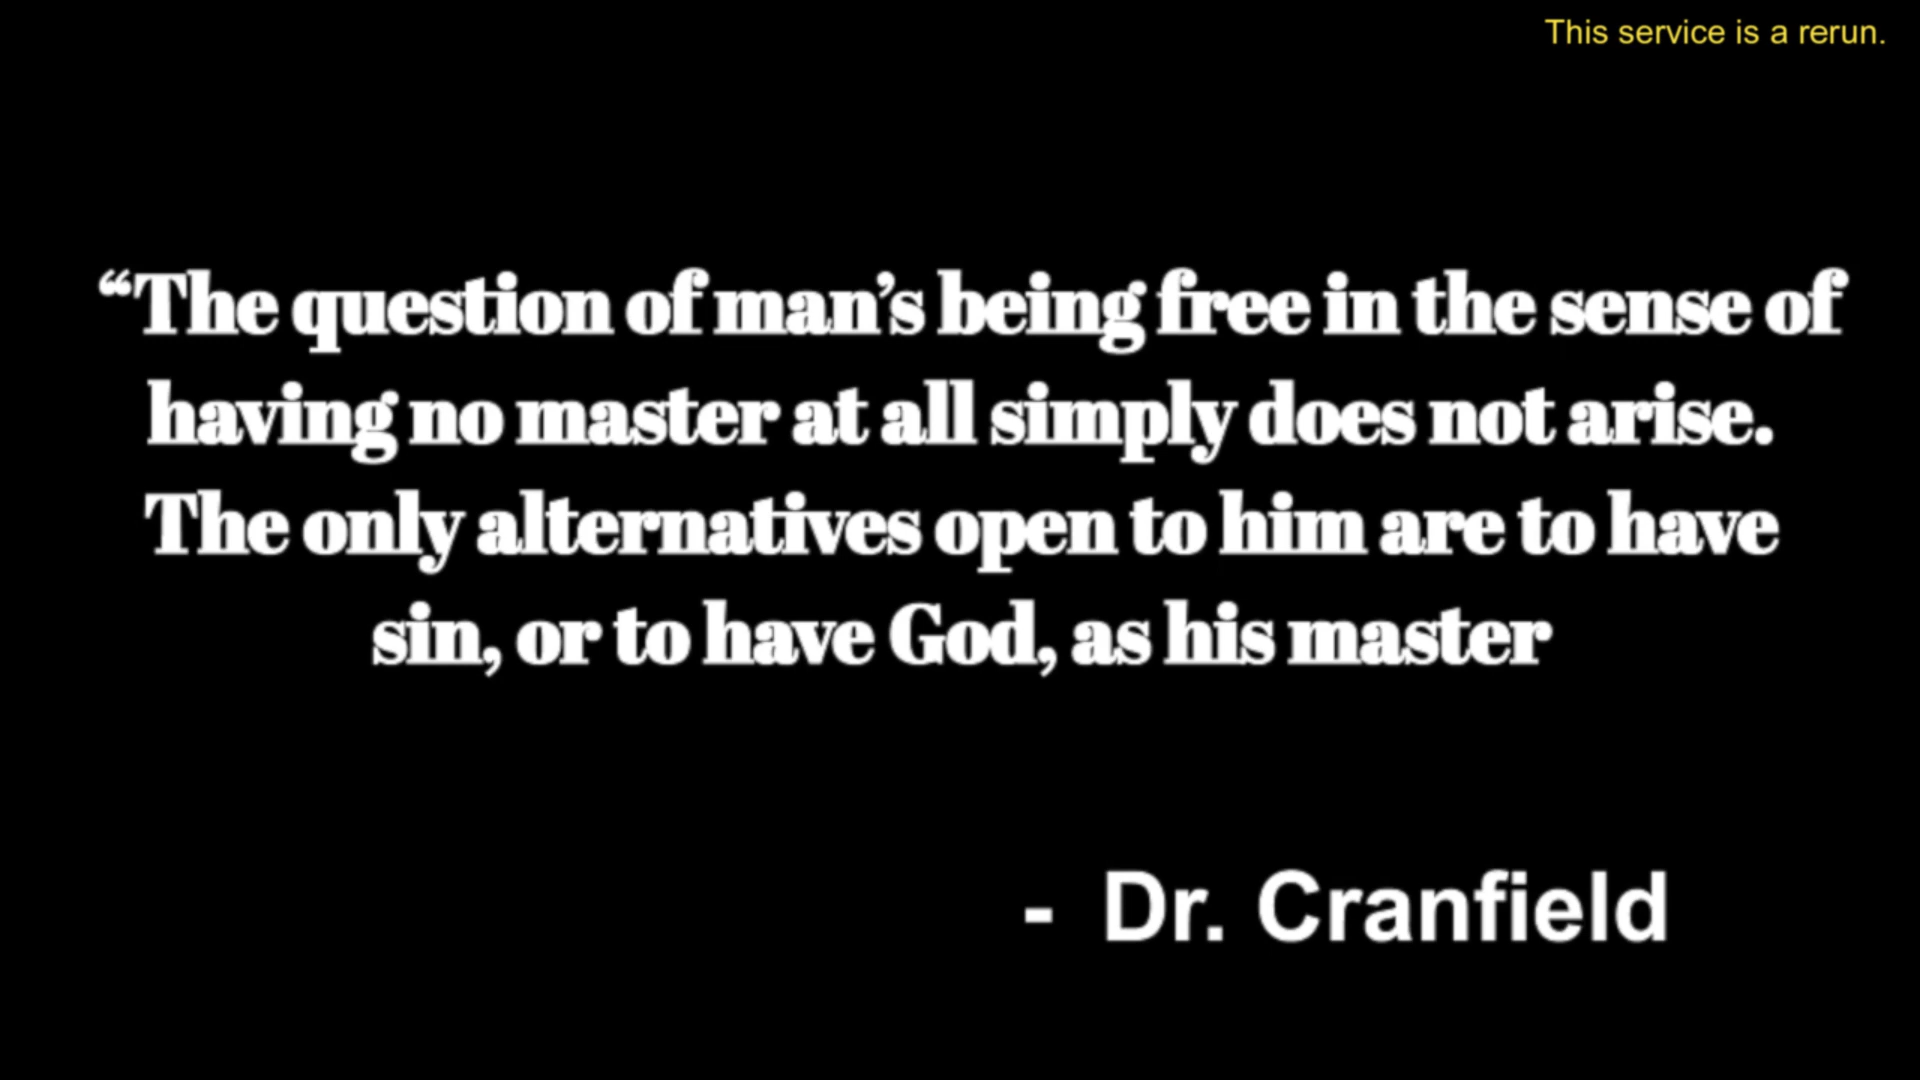 This service is a rerun.
“The question of man’s being free in the sense of
having no master at all simply does not arise.
The only alternatives open to him are to have
sin, or to have God, as his master
- Dr. Cranfield